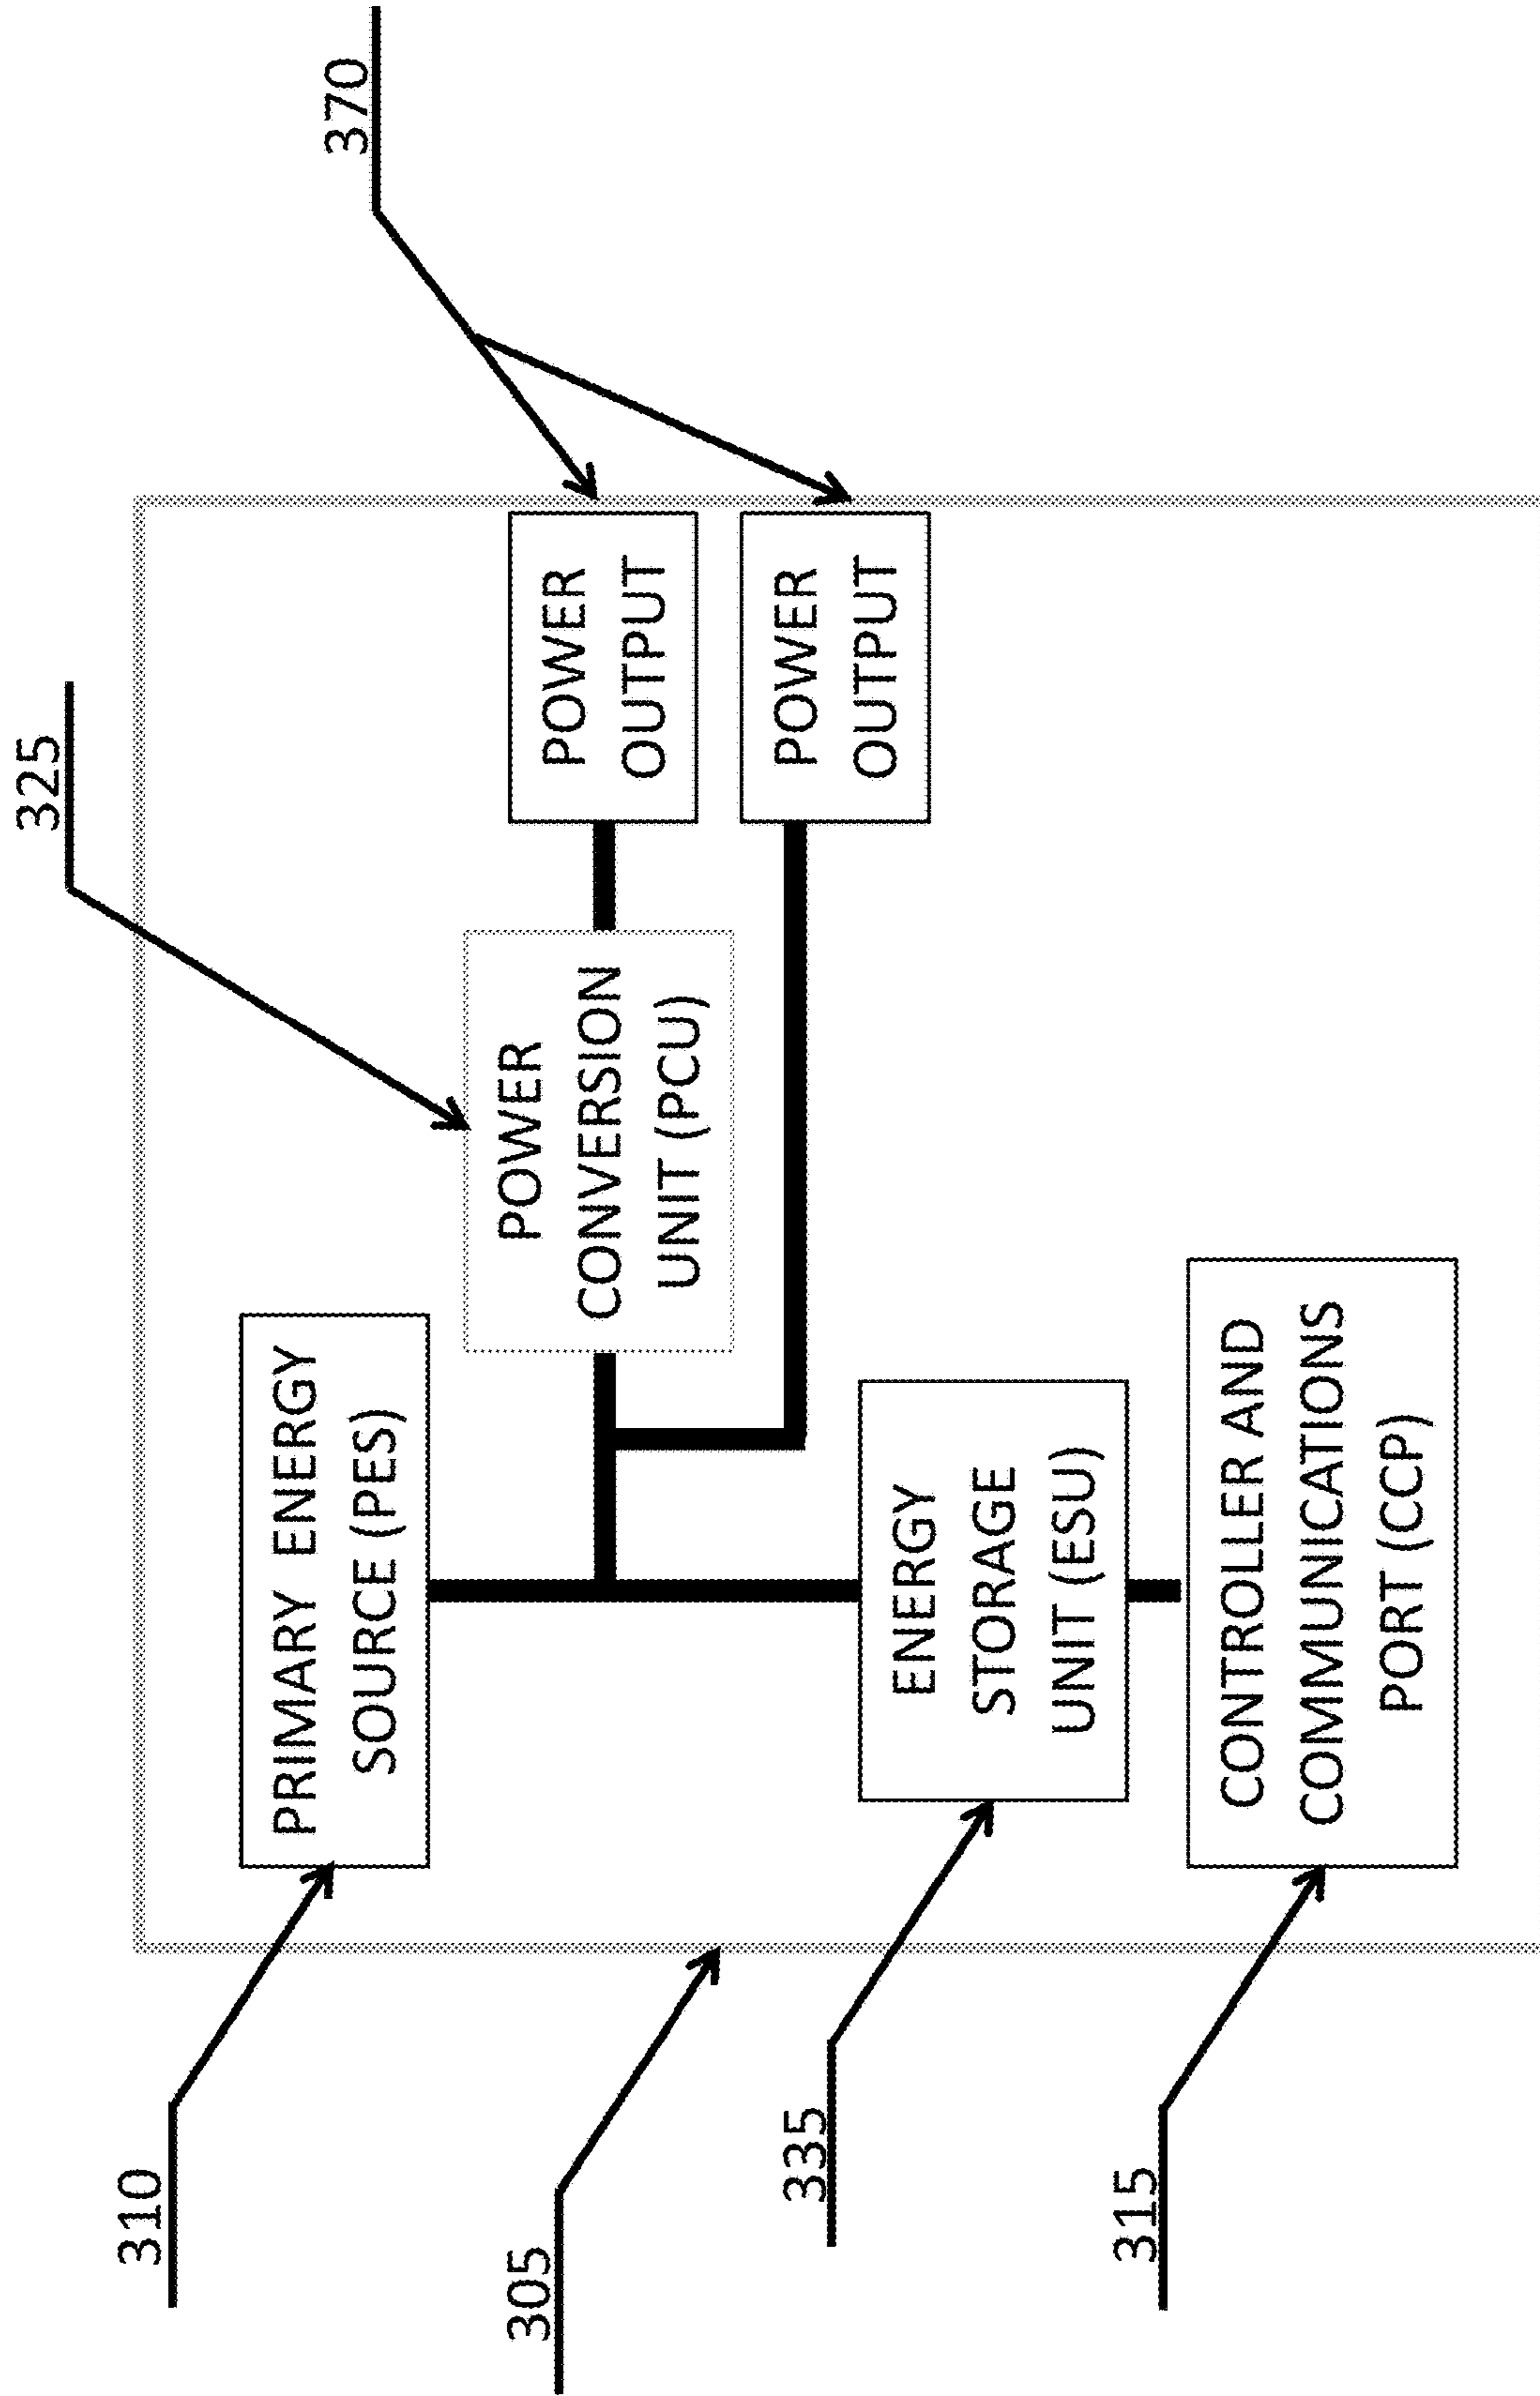 325
370
310
PRIMARY ENERGY
SOURCE (PES)
POWER
CONVERSION
UNIT (PCU)
POWER
OUTPUT
POWER
OUTPUT
305
335
ENERGY
STORAGE
UNIT (ESU)
315
CONTROLLER AND
COMMUNICATIONS
PORT (CCP)